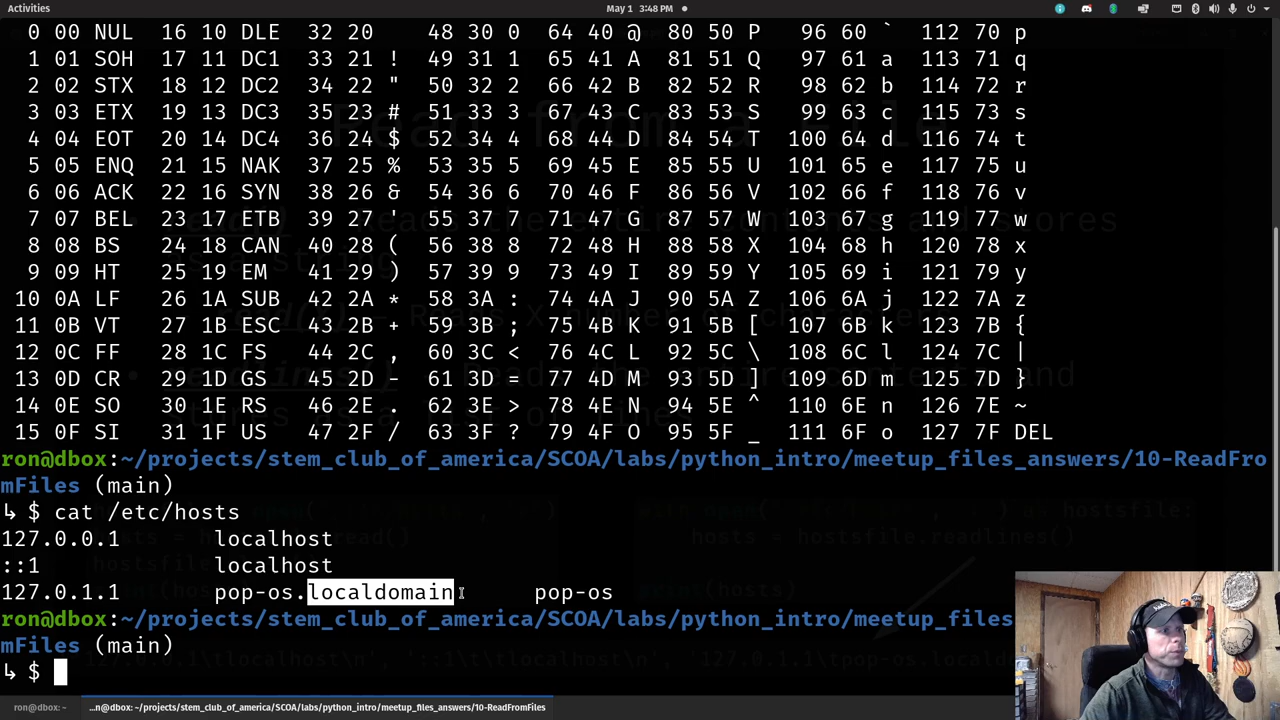 Activities
May 1 3:48 PM
0 00 NUL 16 10 DLE 32 20 48 30 0 64 40 @ 80 50 P 96 60 ` 112 70 p
1 01 SOH 17 11 DC1 33 21 ! 49 31 1 65 41 A 81 51 Q 97 61 a 113 71 q
2 02 STX 18 12 DC2 34 22 " 50 32 2 66 42 B 82 52 R 98 62 b 114 72 r
3 03 ETX 19 13 DC3 35 23 # 51 33 3 67 43 C 83 53 S 99 63 c 115 73 s
4 04 EOT 20 14 DC4 36 24 $ 52 34 4 68 44 D 84 54 T 100 64 d 116 74 t
5 05 ENQ 21 15 NAK 37 25 % 53 35 5 69 45 E 85 55 U 101 65 e 117 75 u
6 06 ACK 22 16 SYN 38 26 & 54 36 6 70 46 F 86 56 V 102 66 f 118 76 v
7 07 BEL 23 17 ETB 39 27 ' 55 37 7 71 47 G 87 57 W 103 67 g 119 77 w
8 08 BS 24 18 CAN 40 28 ( 56 38 8 72 48 H 88 58 X 104 68 h 120 78 x
9 09 HT 25 19 EM 41 29 ) 57 39 9 73 49 I 89 59 Y 105 69 i 121 79 y
10 0A LF 26 1A SUB 42 2A * 58 3A : 74 4A J 90 5A Z 106 6A j 122 7A z
11 0B VT 27 1B ESC 43 2B + 59 3B ; 75 4B K 91 5B [ 107 6B k 123 7B {
12 0C FF 28 1C FS 44 2C , 60 3C < 76 4C L 92 5C \ 108 6C l 124 7C |
13 0D CR 29 1D GS 45 2D - 61 3D = 77 4D M 93 5D ] 109 6D m 125 7D }
14 0E SO 30 1E RS 46 2E . 62 3E > 78 4E N 94 5E ^ 110 6E n 126 7E ~
15 0F SI 31 1F US 47 2F / 63 3F ? 79 4F O 95 5F _ 111 6F o 127 7F DEL
ron@dbox:~/projects/stem_club_of_america/SCOA/labs/python_intro/meetup_files_answers/10-ReadFro
mFiles (main)
↳ $ cat /etc/hosts
127.0.0.1 localhost
::1 localhost
127.0.1.1 pop-os.localdomain pop-os
ron@dbox:~/projects/stem_club_of_america/SCOA/labs/python_intro/meetup_files
mFiles (main)
↳ $
ron@dbox: ~
...n@dbox: ~/projects/stem_club_of_america/SCOA/labs/python_intro/meetup_files_answers/10-ReadFromFiles